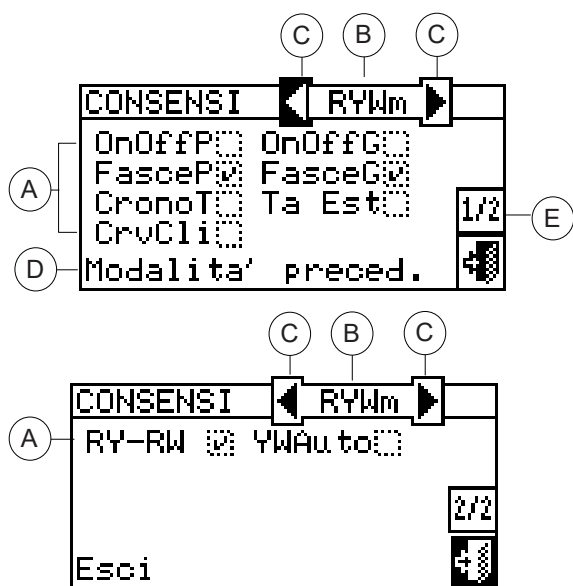 C B C
CONSENSI RYWm
OnOffP OnOffG
FasceP FasceG
A CronoT Ta Est 1/2 E
CrvCli
D Modalita' preced.
C B C
CONSENSI RYWm
A RY-RW YWAuto
2/2
Esci